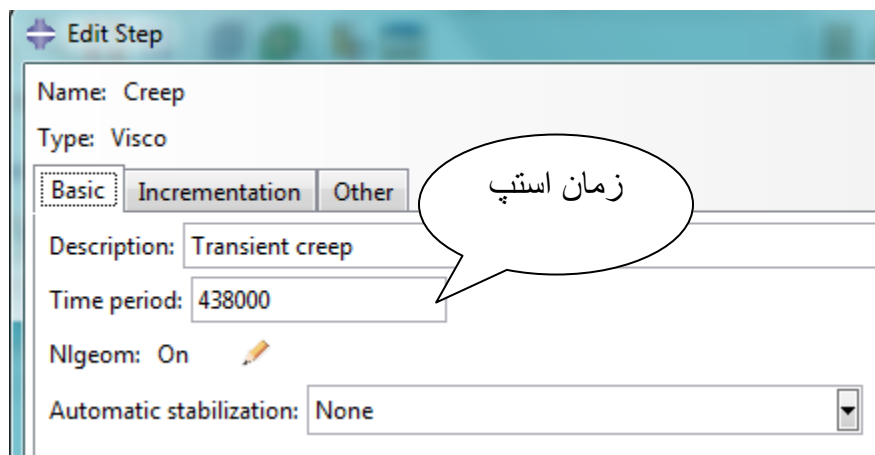 Edit Step
Name: Creep
Type: Visco
Basic Incrementation Other
زمان استپ
Description: Transient creep
Time period: 438000
Nlgeom: On
Automatic stabilization: None